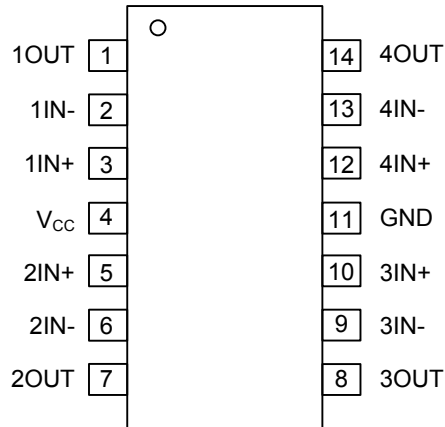 1OUT 1 14 4OUT
1IN- 2 13 4IN-
1IN+ 3 12 4IN+
VCC 4 11 GND
2IN+ 5 10 3IN+
2IN- 6 9 3IN-
2OUT 7 8 3OUT